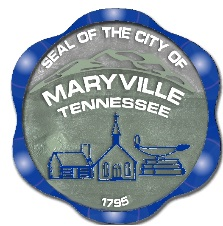 SEAL OF THE CITY OF
MARYVILLE
TENNESSEE
1795